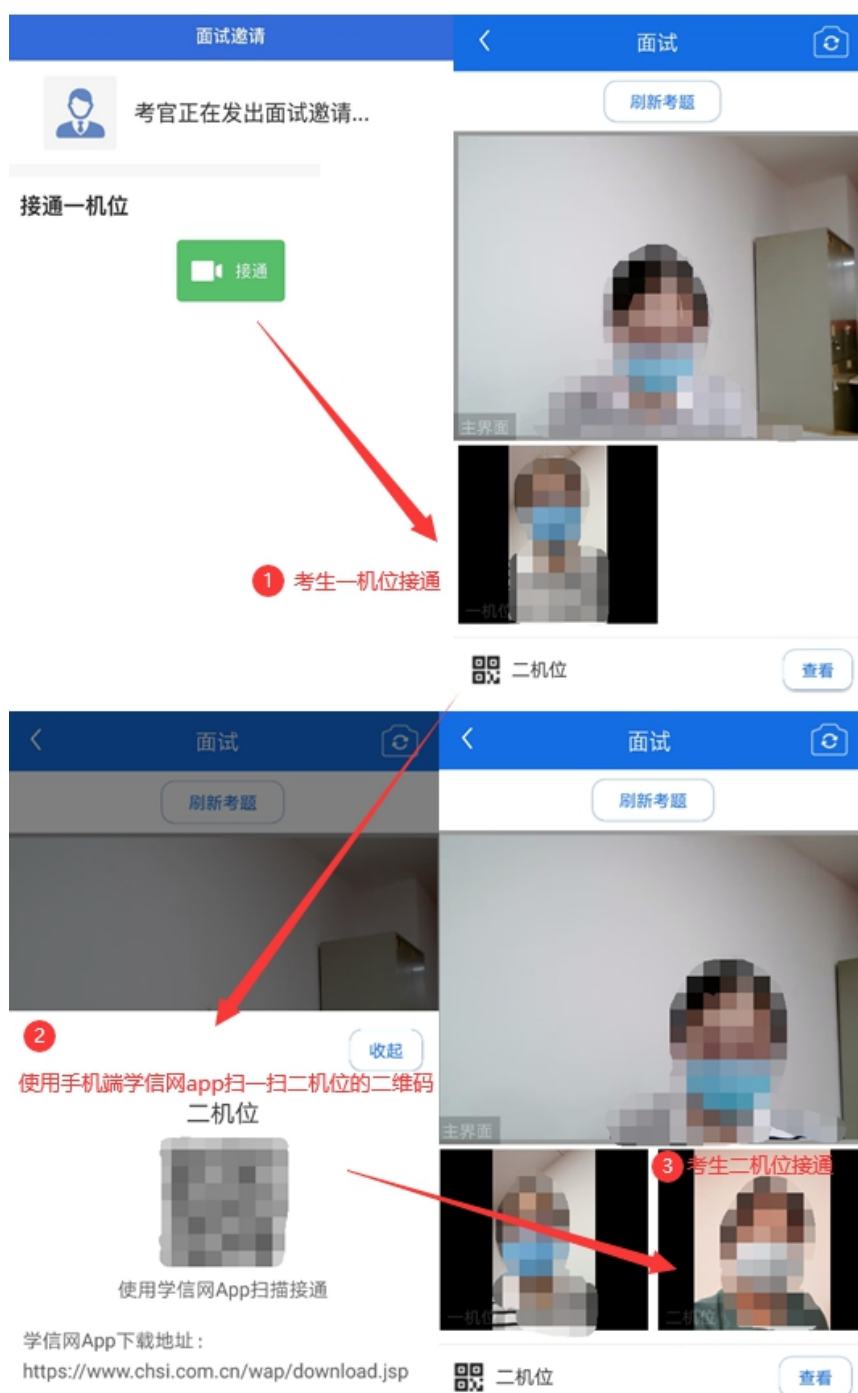 面试邀请
考官正在发出面试邀请...
接通一机位
接通
1 考生一机位接通
面试
刷新考题
主界面
一机位
二机位
查看
面试
刷新考题
2
收起
使用手机端学信网app扫一扫二机位的二维码
二机位
使用学信网App扫描接通
学信网App下载地址：
https://www.chsi.com.cn/wap/download.jsp
面试
刷新考题
主界面
3 考生二机位接通
一机位
二机位
二机位
查看